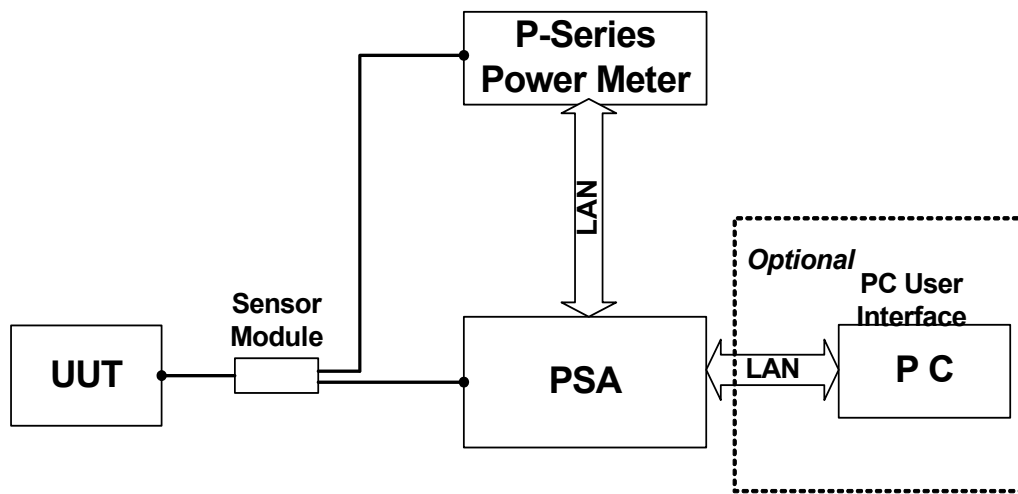 P-Series
Power Meter
LAN
Optional
PC User
Interface
Sensor
Module
UUT
PSA
LAN
P C